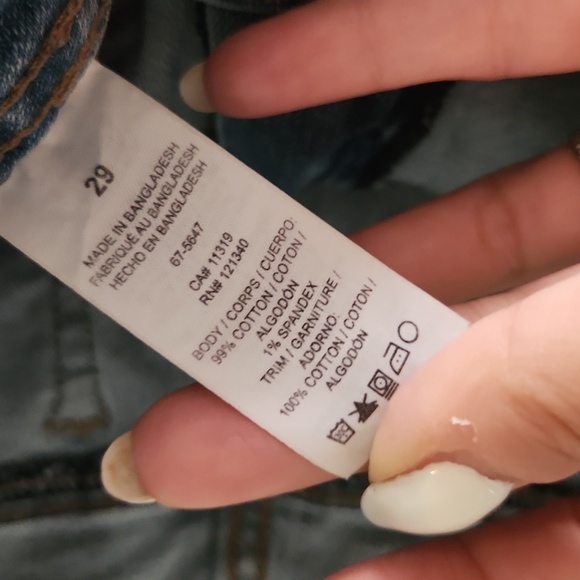 29
MADE IN BANGLADESH
FABRIQUÉ AU BANGLADESH
HECHO EN BANGLADESH
67-5647
CA# 11319
RN# 121340
BODY / CORPS / CUERPO:
99% COTTON / COTON /
ALGODÓN
1% SPANDEX
TRIM / GARNITURE /
ADORNO:
100% COTTON / COTON /
ALGODÓN